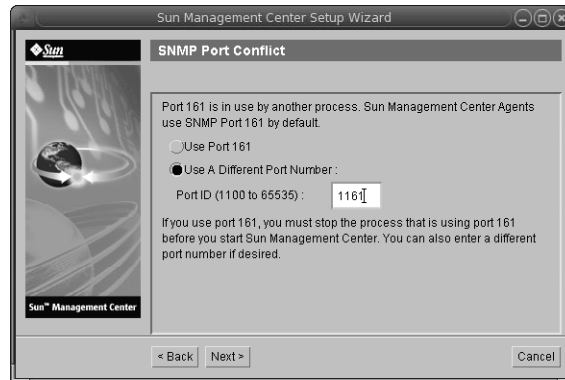 Sun Management Center Setup Wizard
Sun
SNMP Port Conflict
Port 161 is in use by another process. Sun Management Center Agents
use SNMP Port 161 by default.
Use Port 161
Use A Different Port Number :
Port ID (1100 to 65535) :
1161
If you use port 161, you must stop the process that is using port 161
before you start Sun Management Center. You can also enter a different
port number if desired.
Sun™ Management Center
< Back
Next >
Cancel